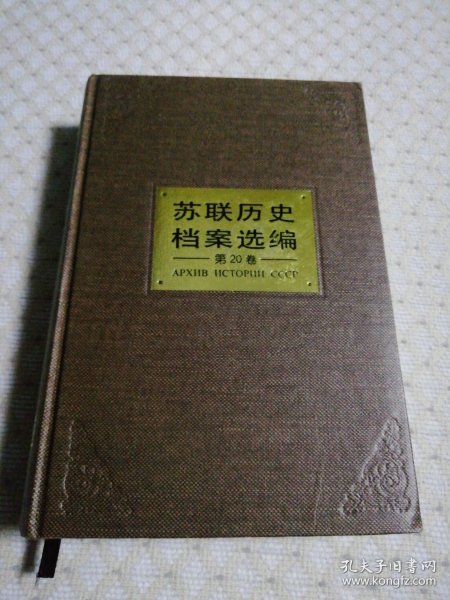 苏联历史
档案选编
第20卷
АРХИВ ИСТОРИИ СССР
孔夫子旧书网
www.kongfz.com